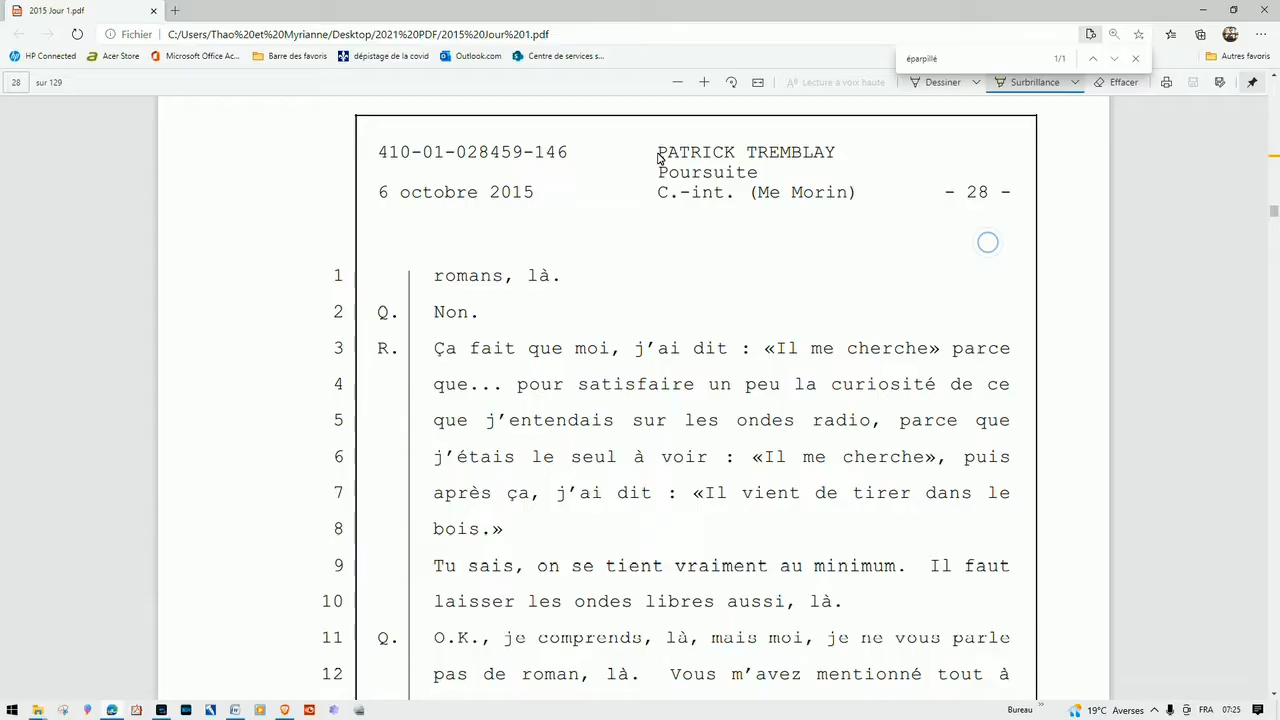 2015 Jour 1.pdf
Fichier
C:/Users/Thao%20et%20Myrianne/Desktop/2021%20PDF/2015%20Jour%201.pdf
HP Connected
Acer Store
Microsoft Office Ac...
Barre des favoris
dépistage de la covid
Outlook.com
Centre de services s...
éparpillé
1/1
Autres favoris
28
sur 129
Lecture à voix haute
Dessiner
Surbrillance
Effacer
410-01-028459-146
PATRICK TREMBLAY
Poursuite
6 octobre 2015
C.-int. (Me Morin)
- 28 -
1 romans, là.
2 Q. Non.
3 R. Ça fait que moi, j'ai dit : «Il me cherche» parce
4 que... pour satisfaire un peu la curiosité de ce
5 que j'entendais sur les ondes radio, parce que
6 j'étais le seul à voir : «Il me cherche», puis
7 après ça, j'ai dit : «Il vient de tirer dans le
8 bois.»
9 Tu sais, on se tient vraiment au minimum. Il faut
10 laisser les ondes libres aussi, là.
11 Q. O.K., je comprends, là, mais moi, je ne vous parle
12 pas de roman, là. Vous m'avez mentionné tout à
Bureau
19°C Averses
FRA
07:25